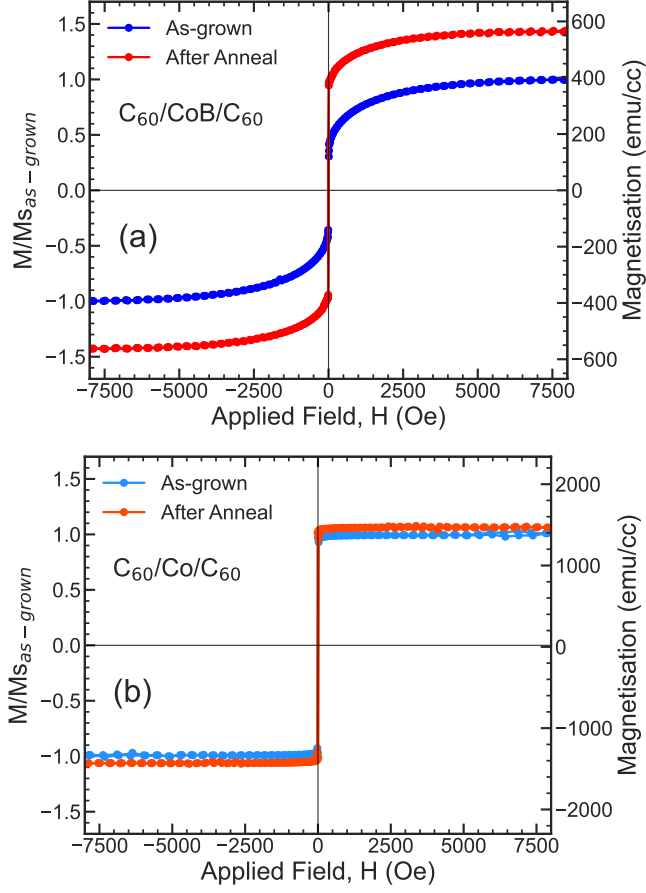 As-grown
After Anneal
C₆₀/CoB/C₆₀
(a)
M/Ms_{as−grown}
1.5
1.0
0.5
0.0
−0.5
−1.0
−1.5
Magnetisation (emu/cc)
600
400
200
0
−200
−400
−600
−7500 −5000 −2500 0 2500 5000 7500
Applied Field, H (Oe)
As-grown
After Anneal
C₆₀/Co/C₆₀
(b)
M/Ms_{as−grown}
1.5
1.0
0.5
0.0
−0.5
−1.0
−1.5
Magnetisation (emu/cc)
2000
1000
0
−1000
−2000
−7500 −5000 −2500 0 2500 5000 7500
Applied Field, H (Oe)